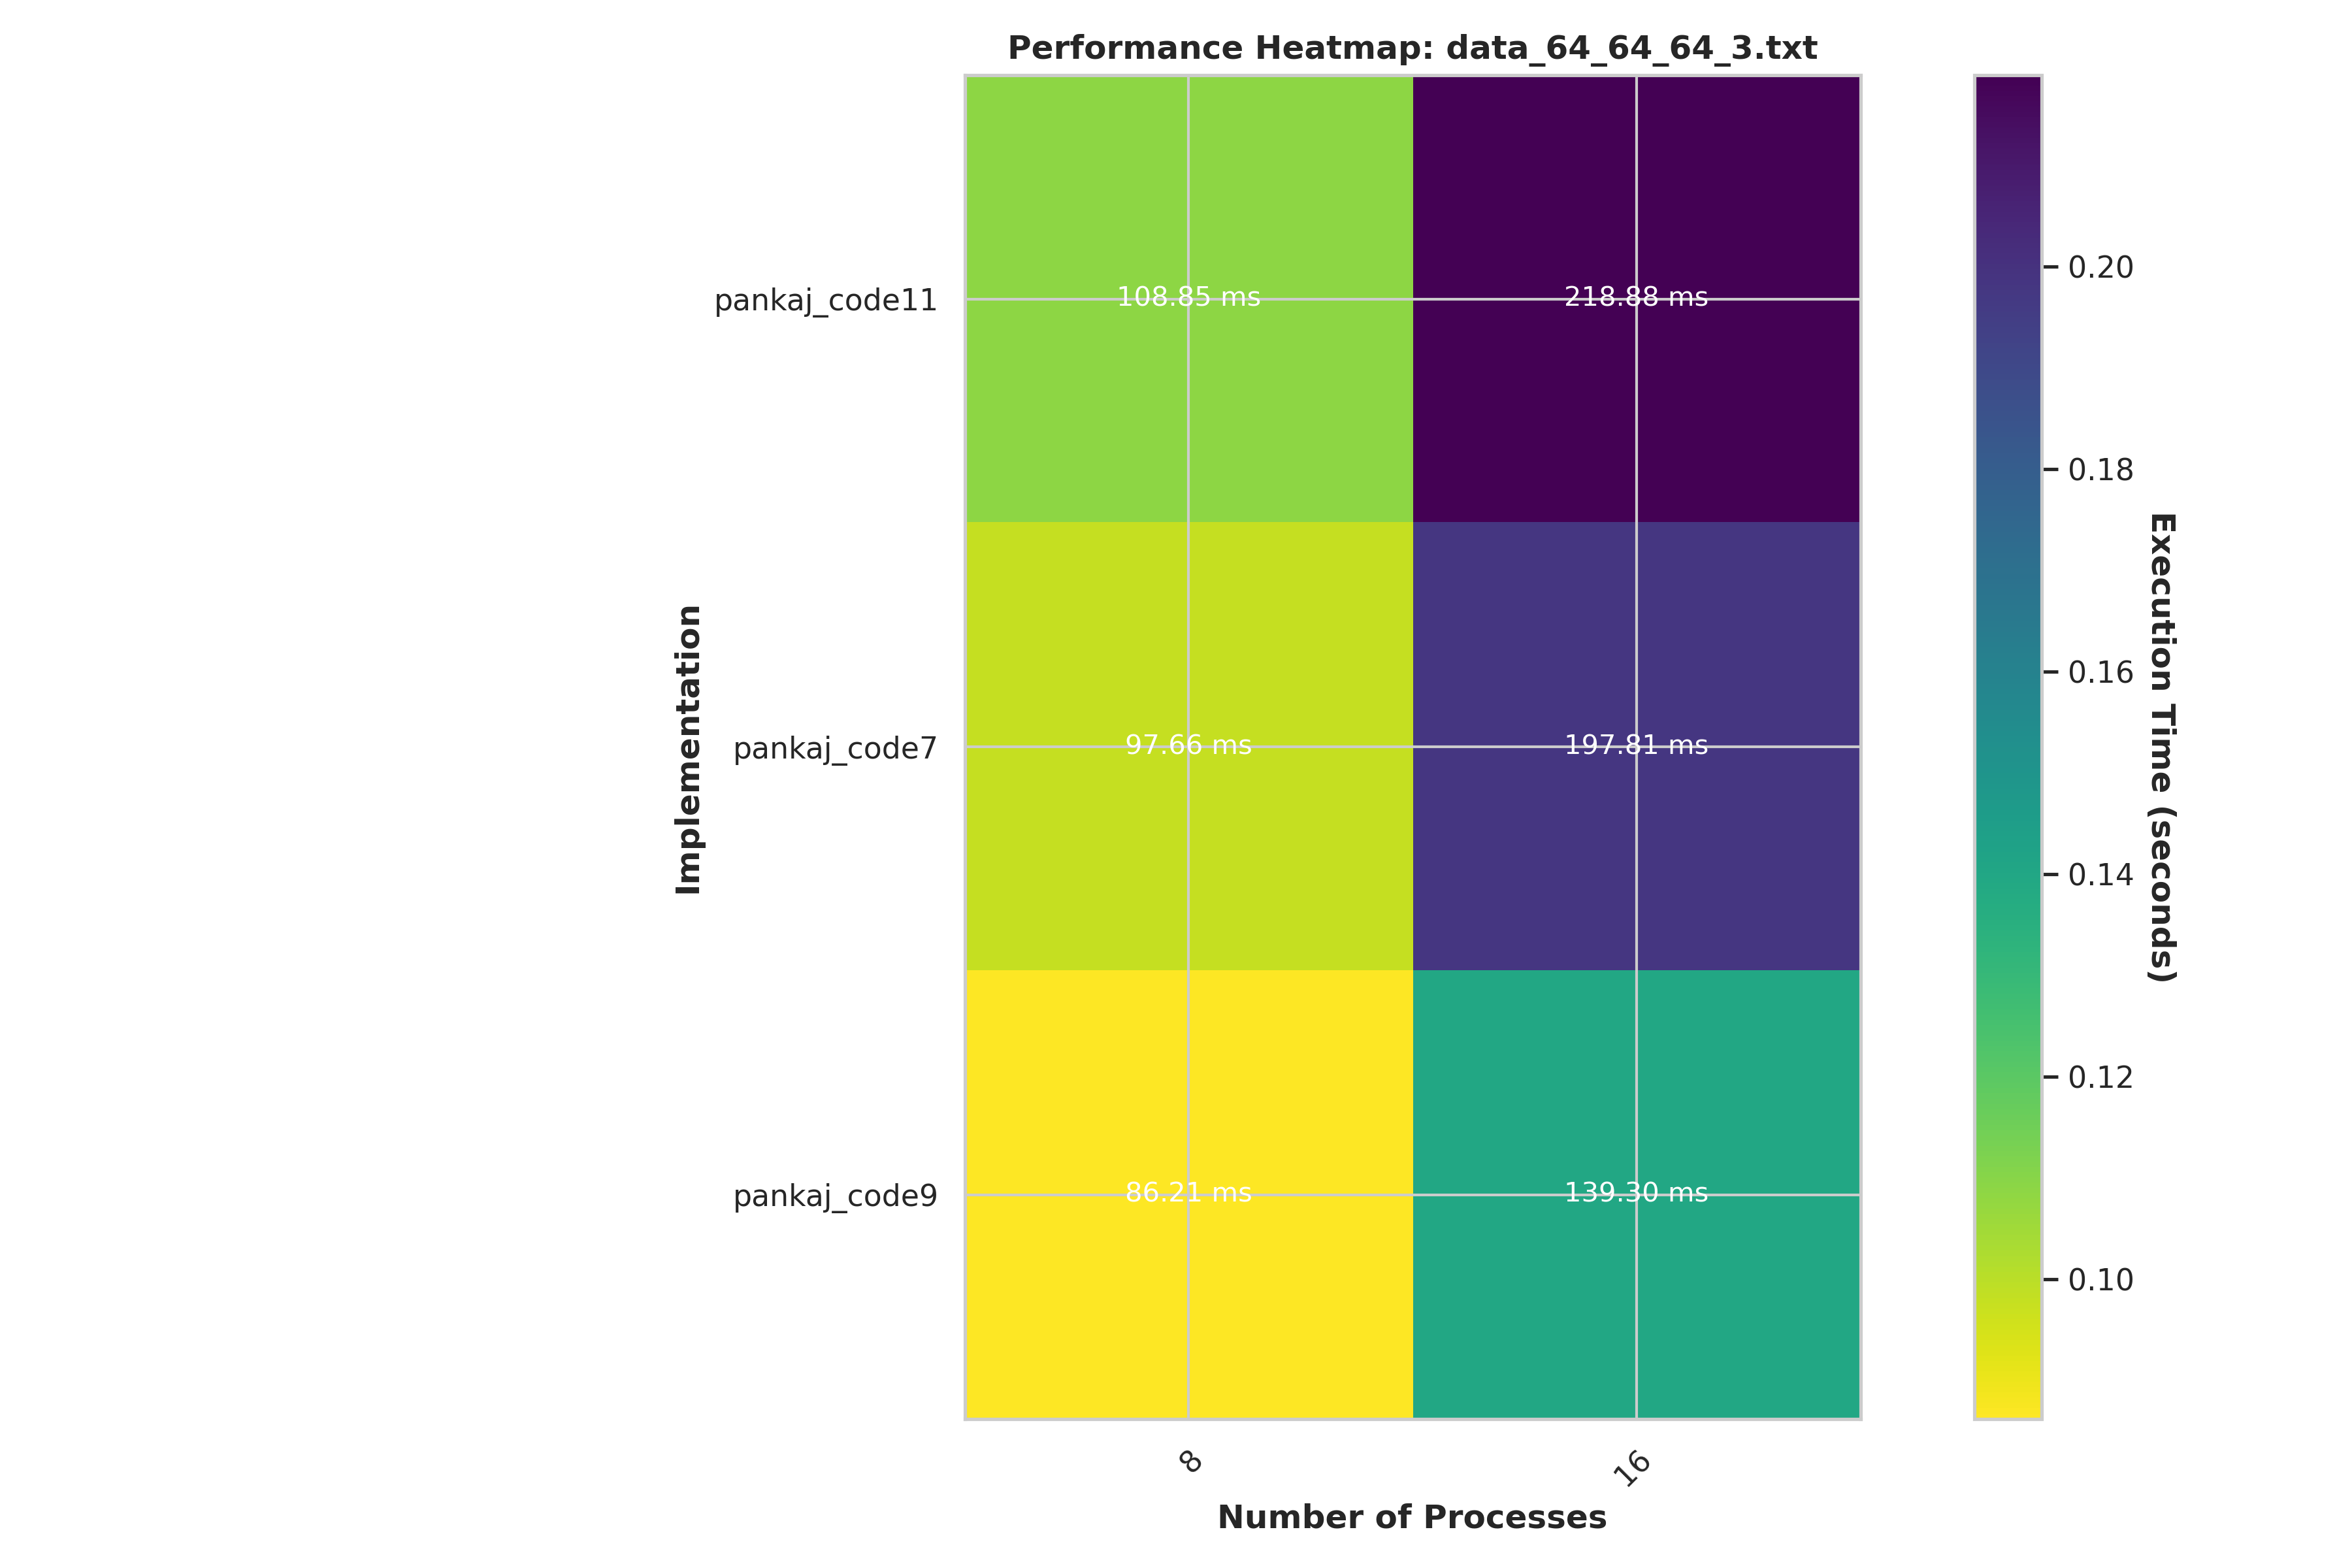 Performance Heatmap: data_64_64_64_3.txt
Implementation
pankaj_code11
108.85 ms
218.88 ms
pankaj_code7
97.66 ms
197.81 ms
pankaj_code9
86.21 ms
139.30 ms
8
16
Number of Processes
0.20
0.18
0.16
0.14
0.12
0.10
Execution Time (seconds)